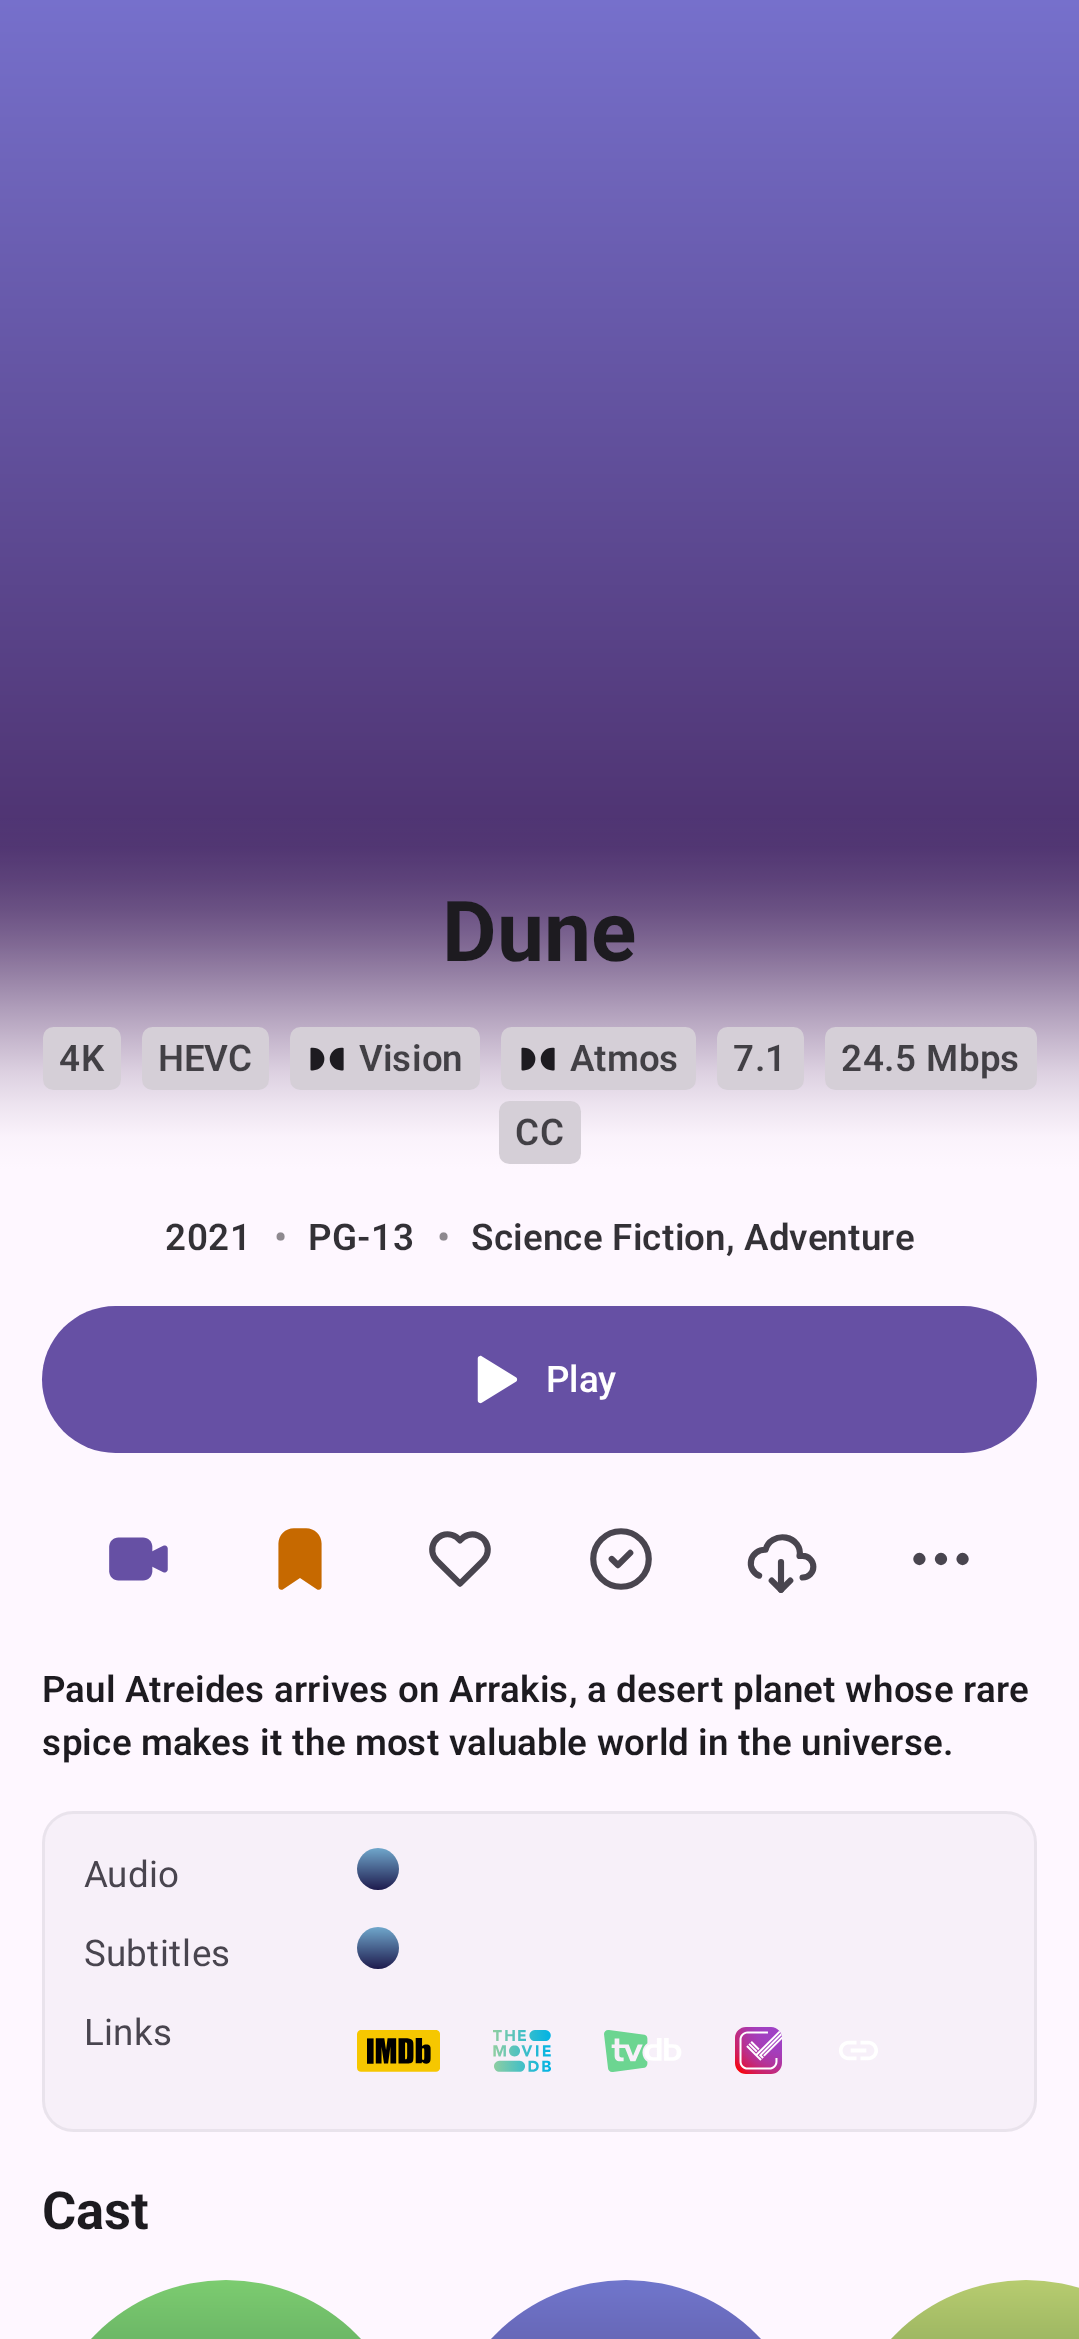 Dune
4K HEVC Vision Atmos 7.1 24.5 Mbps
CC
2021 • PG-13 • Science Fiction, Adventure
Play
Paul Atreides arrives on Arrakis, a desert planet whose rare
spice makes it the most valuable world in the universe.
Audio
Subtitles
Links
IMDb
THE
MOVIE
DB
tvdb
Cast